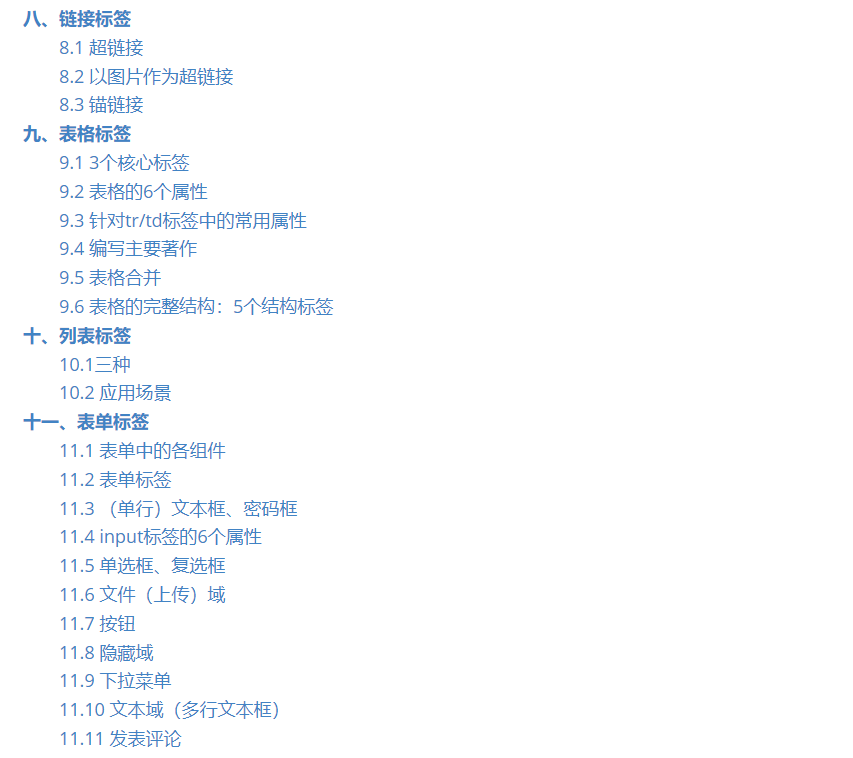 八、链接标签
8.1 超链接
8.2 以图片作为超链接
8.3 锚链接
九、表格标签
9.1 3个核心标签
9.2 表格的6个属性
9.3 针对tr/td标签中的常用属性
9.4 编写主要著作
9.5 表格合并
9.6 表格的完整结构：5个结构标签
十、列表标签
10.1三种
10.2 应用场景
十一、表单标签
11.1 表单中的各组件
11.2 表单标签
11.3 （单行）文本框、密码框
11.4 input标签的6个属性
11.5 单选框、复选框
11.6 文件（上传）域
11.7 按钮
11.8 隐藏域
11.9 下拉菜单
11.10 文本域（多行文本框）
11.11 发表评论